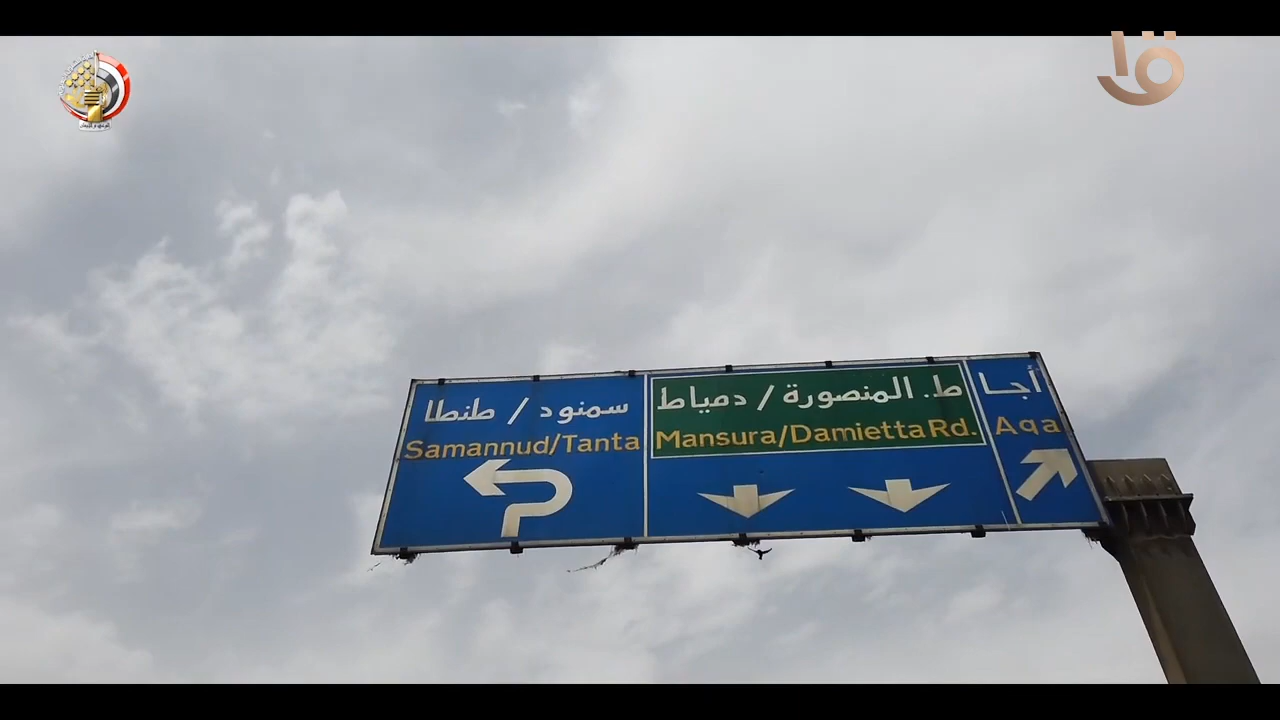 سمنود / طنطا
Samannud/Tanta
ط. المنصورة / دمياط
Mansura/Damietta Rd.
أجا
Aga